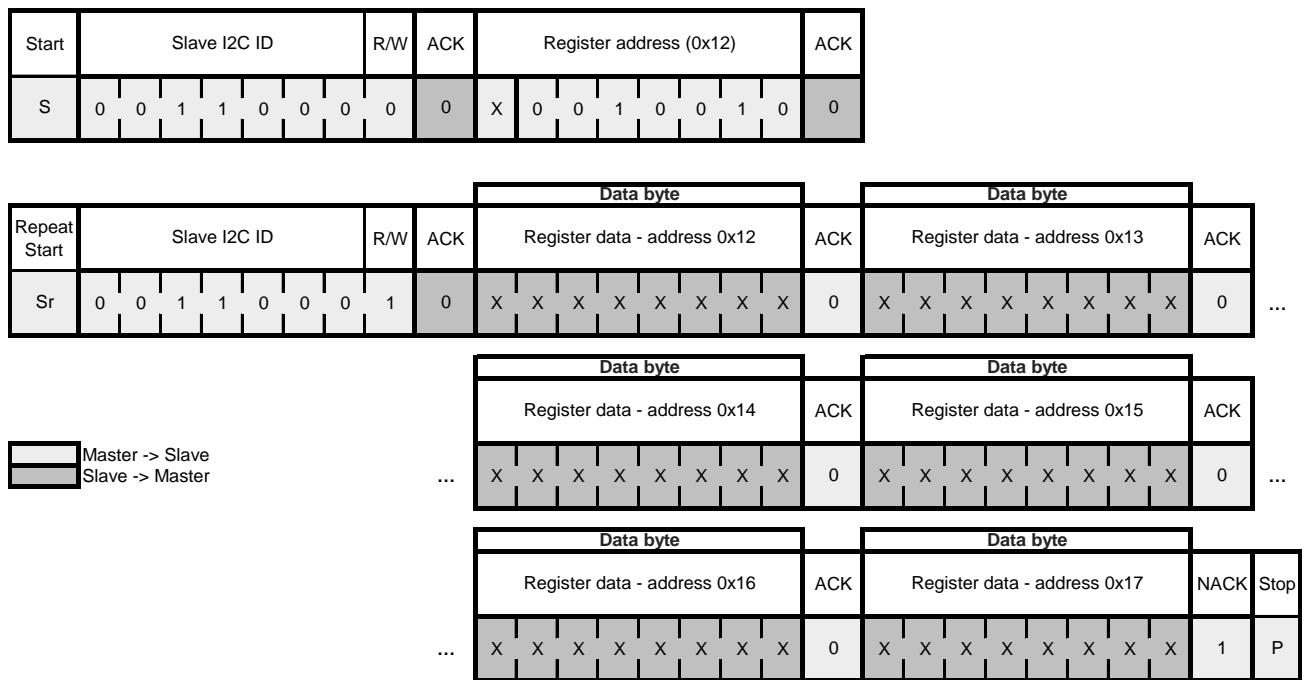 Start Slave I2C ID R/W ACK Register address (0x12) ACK
S 0 0 1 1 0 0 0 0 0 X 0 0 1 0 0 1 0 0
Data byte Data byte
Repeat Start Slave I2C ID R/W ACK Register data - address 0x12 ACK Register data - address 0x13 ACK
Sr 0 0 1 1 0 0 0 1 0 X X X X X X X X 0 X X X X X X X X 0 ...
Data byte Data byte
Register data - address 0x14 ACK Register data - address 0x15 ACK
Master -> Slave
Slave -> Master
... X X X X X X X X 0 X X X X X X X X 0 ...
Data byte Data byte
Register data - address 0x16 ACK Register data - address 0x17 NACK Stop
... X X X X X X X X 0 X X X X X X X X 1 P